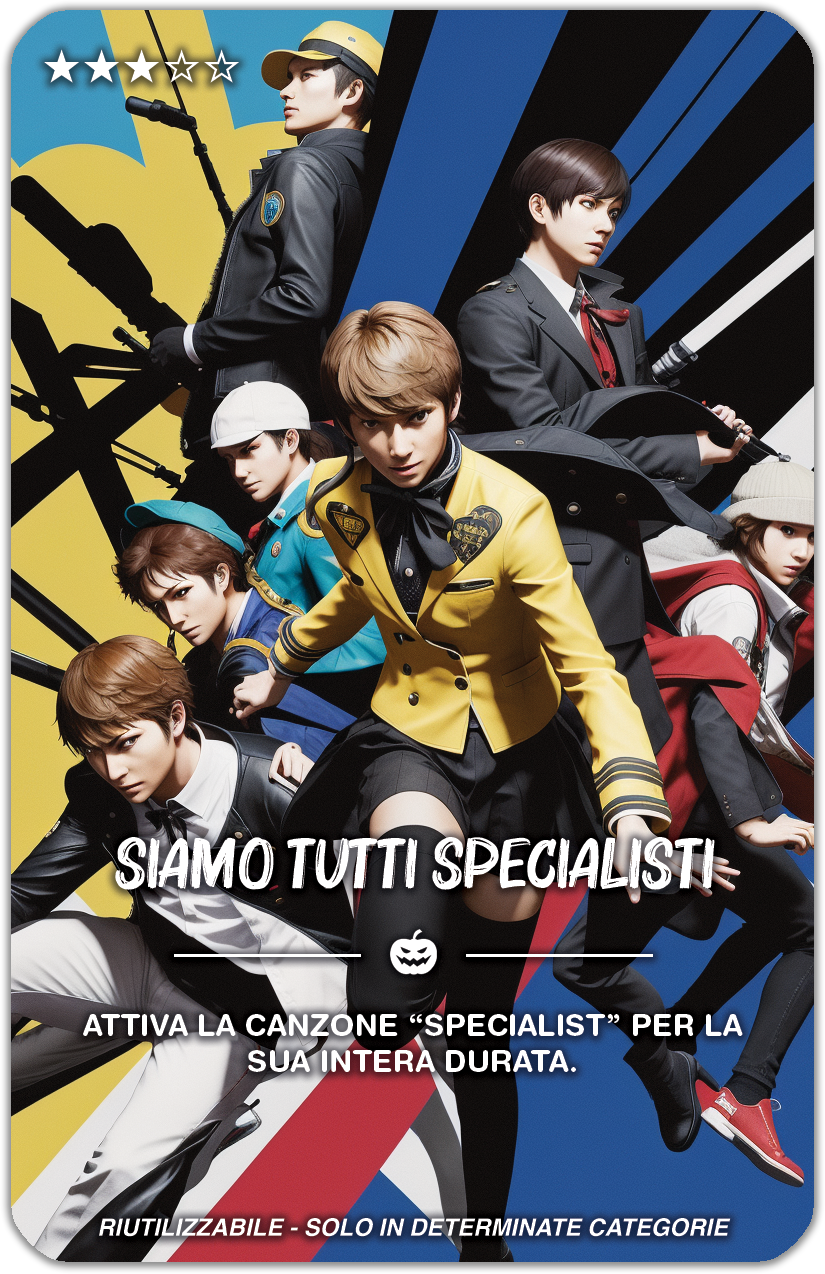 SIAMO TUTTI SPECIALISTI
ATTIVA LA CANZONE “SPECIALIST” PER LA
SUA INTERA DURATA.
RIUTILIZZABILE - SOLO IN DETERMINATE CATEGORIE